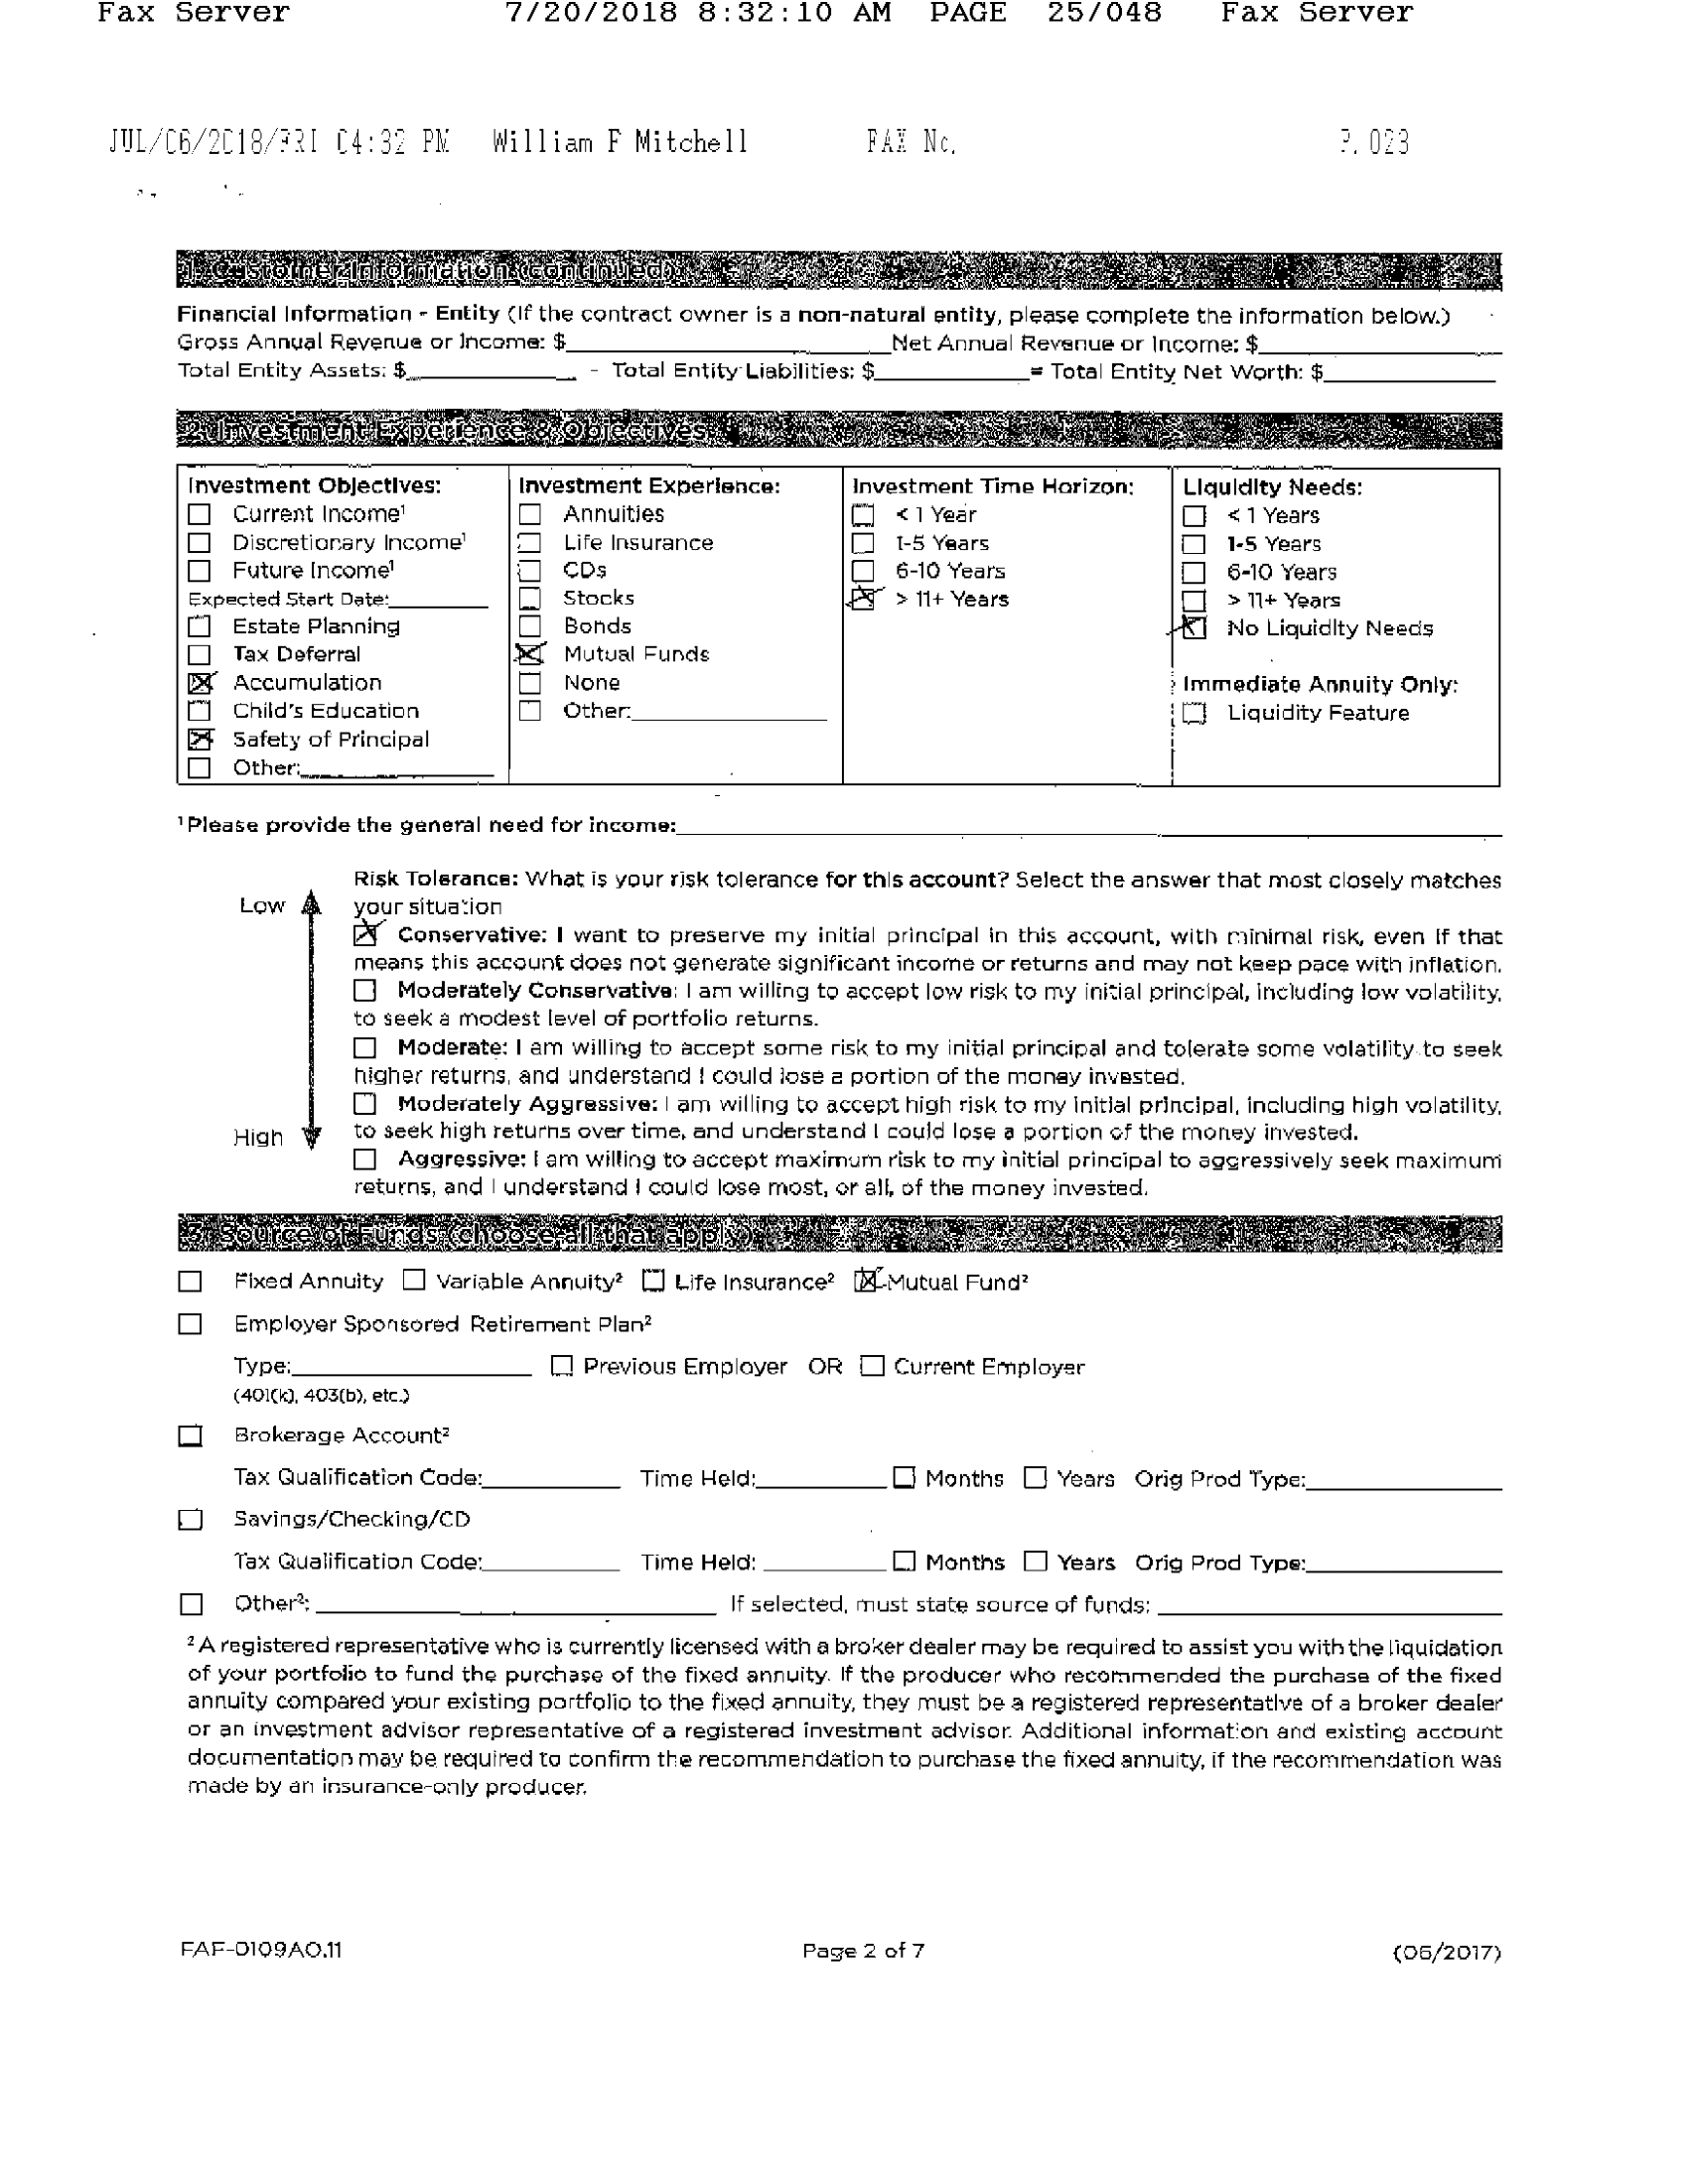 Fax Server 7/20/2018 8:32:10 AM PAGE 25/048 Fax Server
JUL/06/2018/FRI 04:32 PM William F Mitchell FAX No. P. 023
1. Customer Information (continued)
Financial Information - Entity (If the contract owner is a non-natural entity, please complete the information below.)
Gross Annual Revenue or Income: $ Net Annual Revenue or Income: $
Total Entity Assets: $ - Total Entity Liabilities: $ = Total Entity Net Worth: $
2. Investment Experience & Objectives
Investment Objectives:
☐ Current Income¹
☐ Discretionary Income¹
☐ Future Income¹
Expected Start Date:
☐ Estate Planning
☐ Tax Deferral
☒ Accumulation
☐ Child's Education
☒ Safety of Principal
☐ Other:
Investment Experience:
☐ Annuities
☐ Life Insurance
☐ CDs
☐ Stocks
☐ Bonds
☒ Mutual Funds
☐ None
☐ Other:
Investment Time Horizon:
☐ < 1 Year
☐ 1-5 Years
☐ 6-10 Years
☒ > 11+ Years
Liquidity Needs:
☐ < 1 Years
☐ 1-5 Years
☐ 6-10 Years
☐ > 11+ Years
☒ No Liquidity Needs
Immediate Annuity Only:
☐ Liquidity Feature
¹ Please provide the general need for income:
Low
High
Risk Tolerance: What is your risk tolerance for this account? Select the answer that most closely matches
your situation
☒ Conservative: I want to preserve my initial principal in this account, with minimal risk, even if that
means this account does not generate significant income or returns and may not keep pace with inflation.
☐ Moderately Conservative: I am willing to accept low risk to my initial principal, including low volatility,
to seek a modest level of portfolio returns.
☐ Moderate: I am willing to accept some risk to my initial principal and tolerate some volatility to seek
higher returns, and understand I could lose a portion of the money invested.
☐ Moderately Aggressive: I am willing to accept high risk to my initial principal, including high volatility,
to seek high returns over time, and understand I could lose a portion of the money invested.
☐ Aggressive: I am willing to accept maximum risk to my initial principal to aggressively seek maximum
returns, and I understand I could lose most, or all, of the money invested.
3. Source of Funds (choose all that apply)
☐ Fixed Annuity ☐ Variable Annuity² ☐ Life Insurance² ☒ Mutual Fund²
☐ Employer Sponsored Retirement Plan²
Type: ☐ Previous Employer OR ☐ Current Employer
(401(k), 403(b), etc.)
☐ Brokerage Account²
Tax Qualification Code: Time Held: ☐ Months ☐ Years Orig Prod Type:
☐ Savings/Checking/CD
Tax Qualification Code: Time Held: ☐ Months ☐ Years Orig Prod Type:
☐ Other²: If selected, must state source of funds:
² A registered representative who is currently licensed with a broker dealer may be required to assist you with the liquidation
of your portfolio to fund the purchase of the fixed annuity. If the producer who recommended the purchase of the fixed
annuity compared your existing portfolio to the fixed annuity, they must be a registered representative of a broker dealer
or an investment advisor representative of a registered investment advisor. Additional information and existing account
documentation may be required to confirm the recommendation to purchase the fixed annuity, if the recommendation was
made by an insurance-only producer.
FAF-0109AO.11 Page 2 of 7 (06/2017)